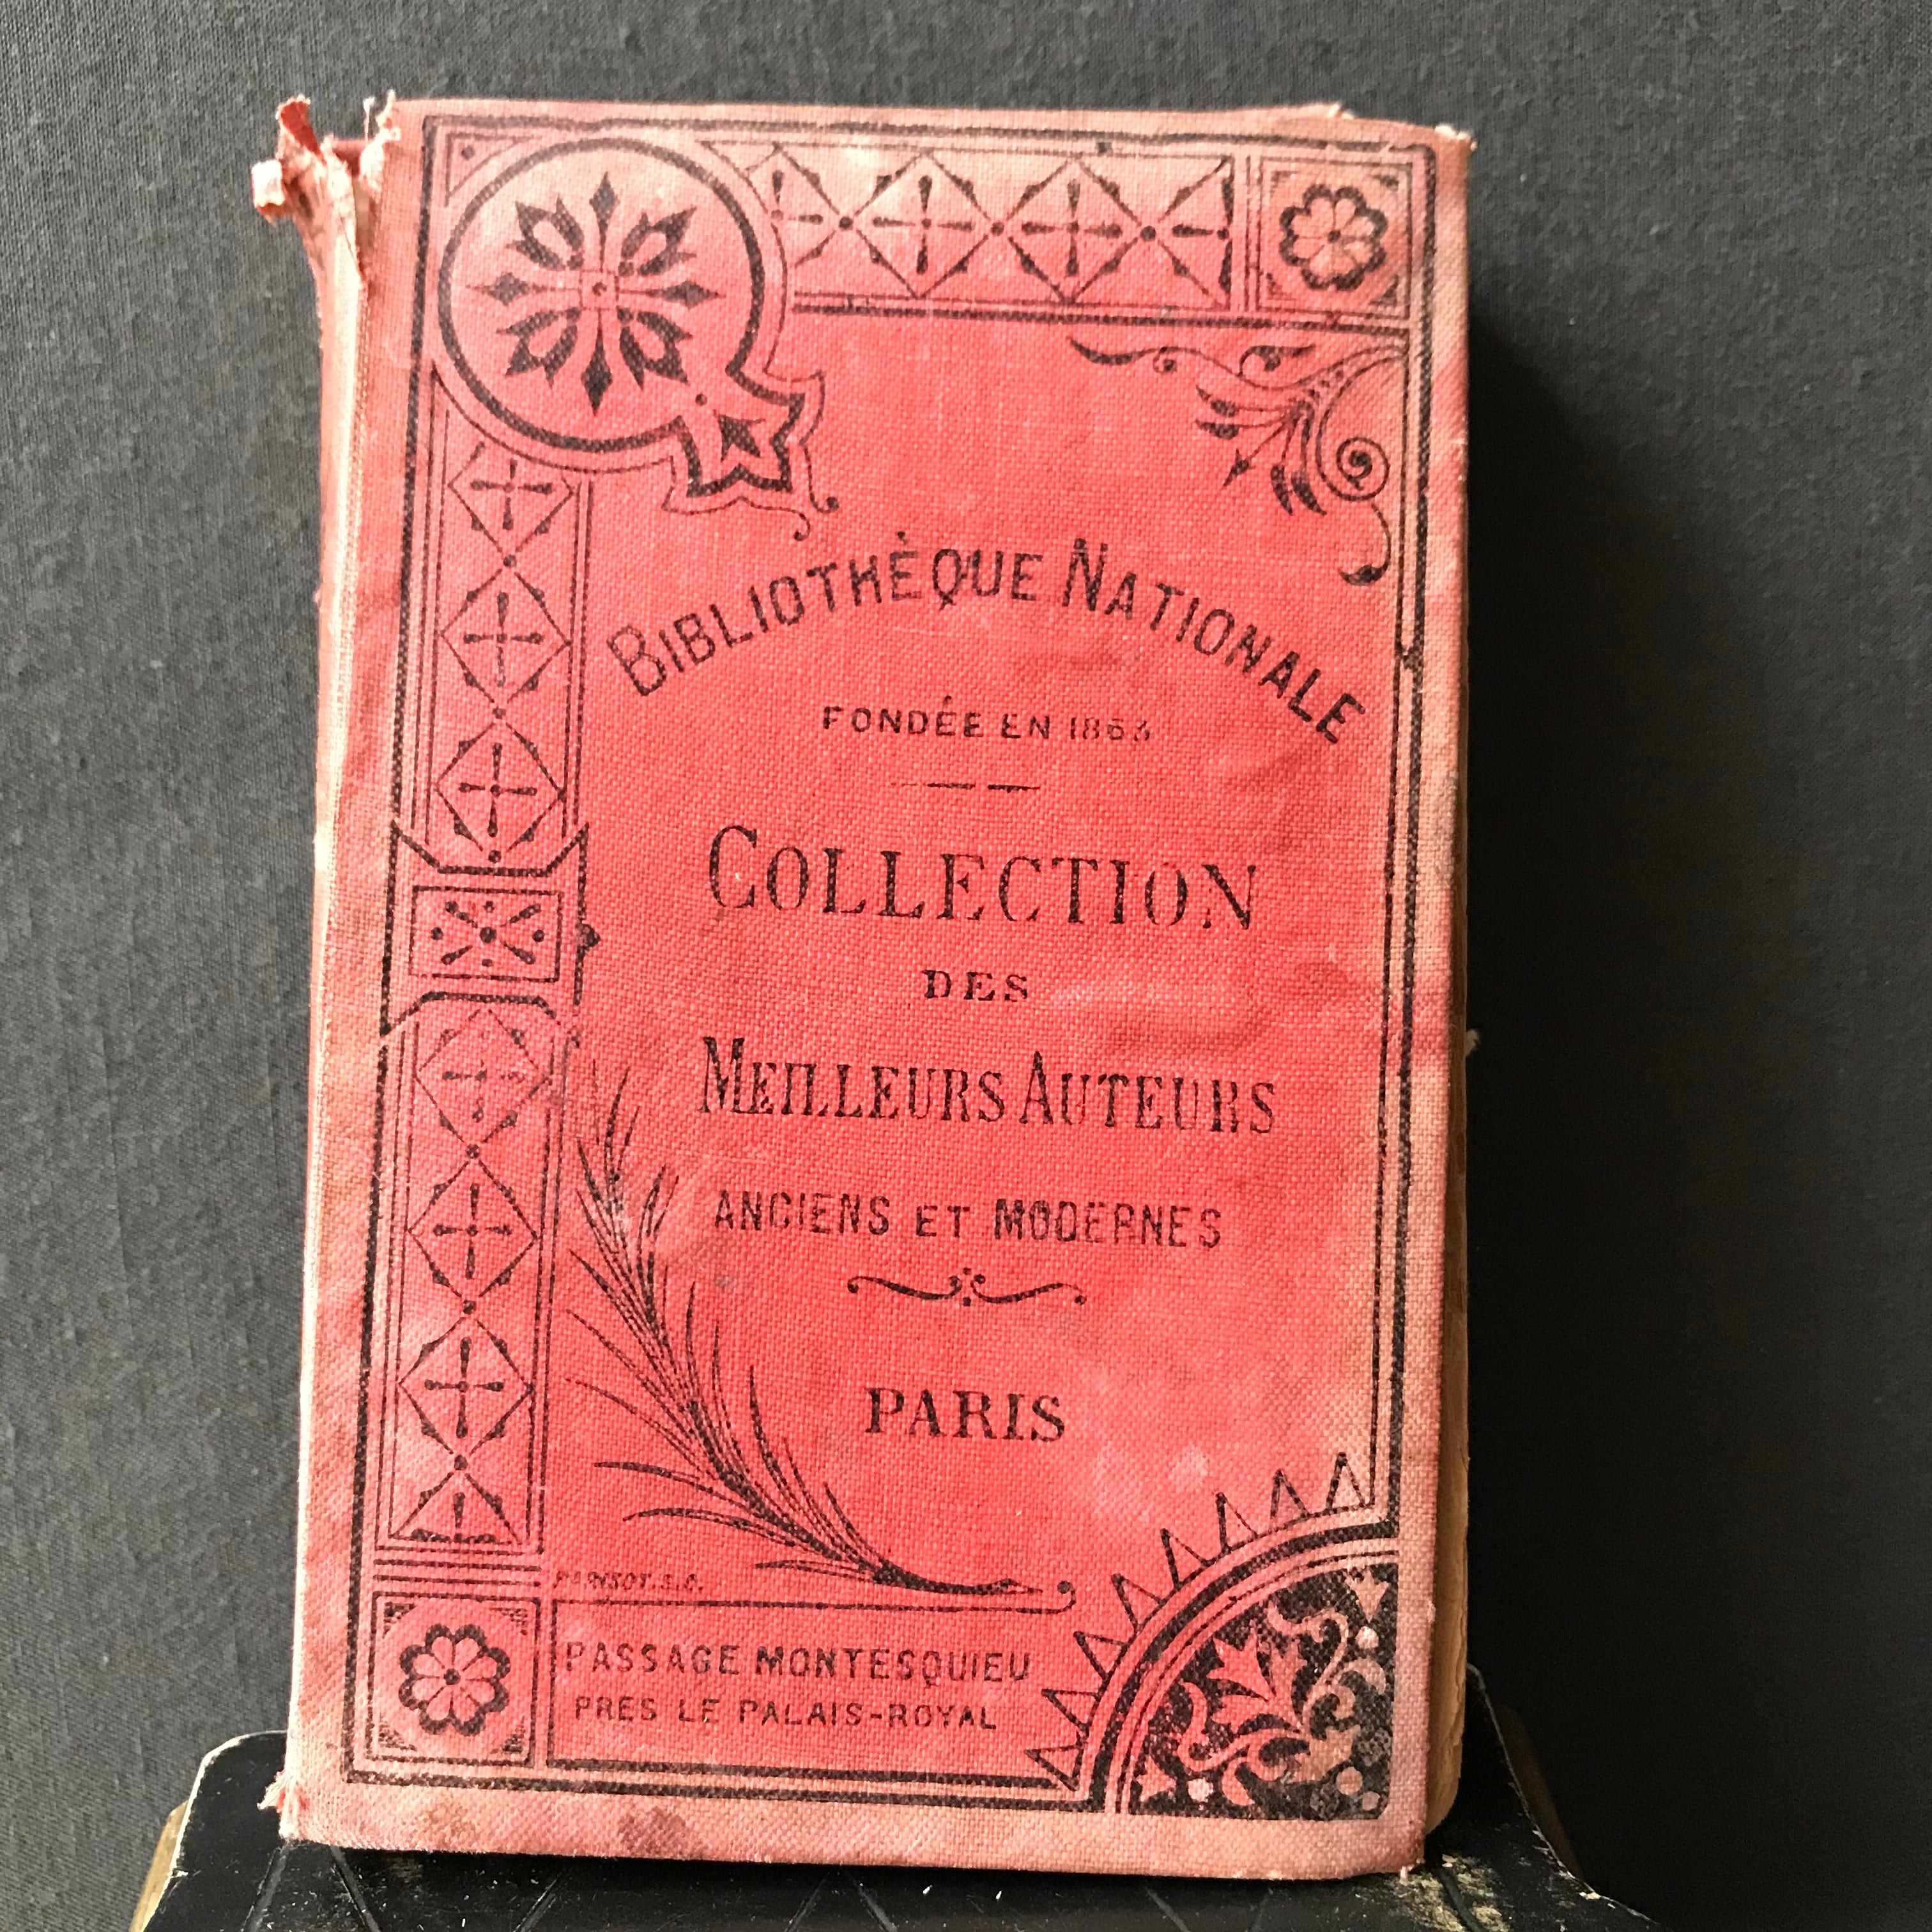 BIBLIOTHÈQUE NATIONALE
FONDÉE EN 1863
COLLECTION
DES
MEILLEURS AUTEURS
ANCIENS ET MODERNES
PARIS
PARISOT. S.C.
PASSAGE MONTESQUIEU
PRES LE PALAIS-ROYAL